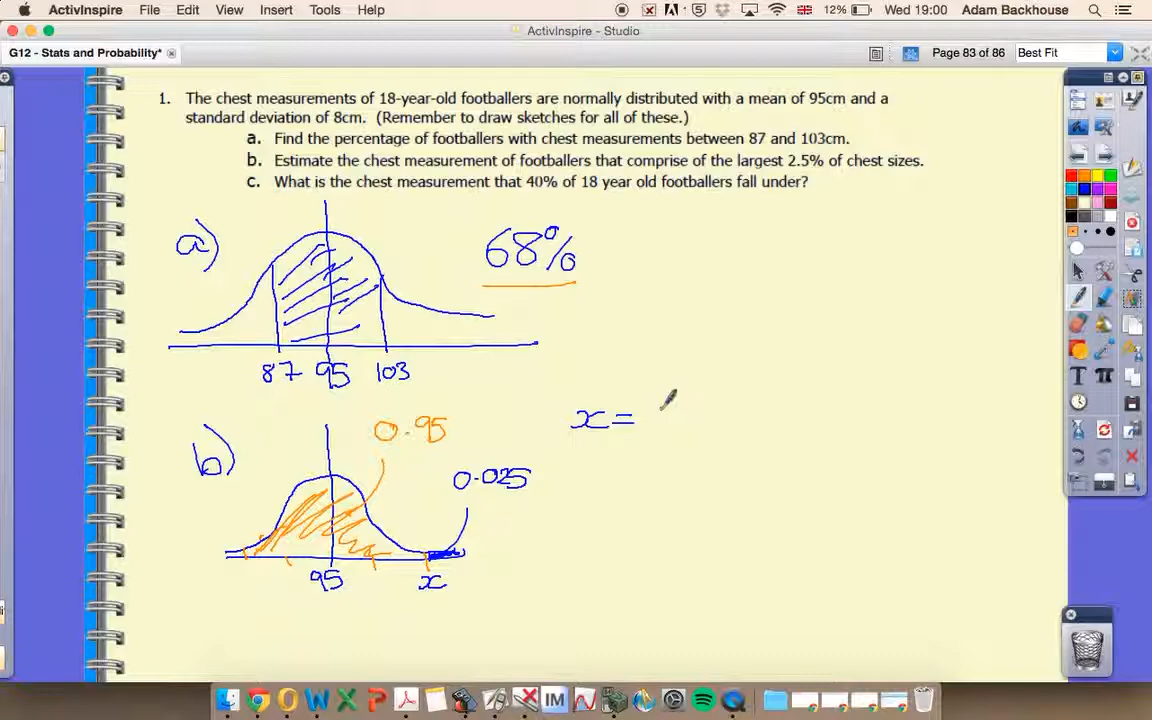 ActivInspire File Edit View Insert Tools Help 5 12% Wed 19:00 Adam Backhouse
ActivInspire - Studio
G12 - Stats and Probability* Page 83 of 86 Best Fit
1. The chest measurements of 18-year-old footballers are normally distributed with a mean of 95cm and a
standard deviation of 8cm. (Remember to draw sketches for all of these.)
a. Find the percentage of footballers with chest measurements between 87 and 103cm.
b. Estimate the chest measurement of footballers that comprise of the largest 2.5% of chest sizes.
c. What is the chest measurement that 40% of 18 year old footballers fall under?
a) 68%
87 95 103
x=
0.95
b) 0.025
95 x
T π
W X P IM